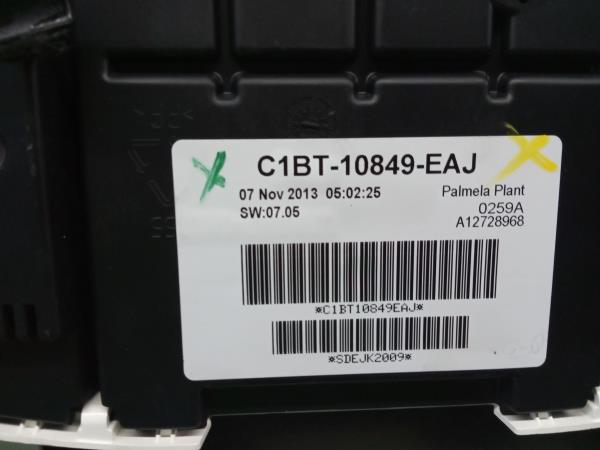 C1BT-10849-EAJ
07 Nov 2013 05:02:25 Palmela Plant
SW:07.05 0259A
A12728968
*C1BT10849EAJ*
*SDEJK2009*